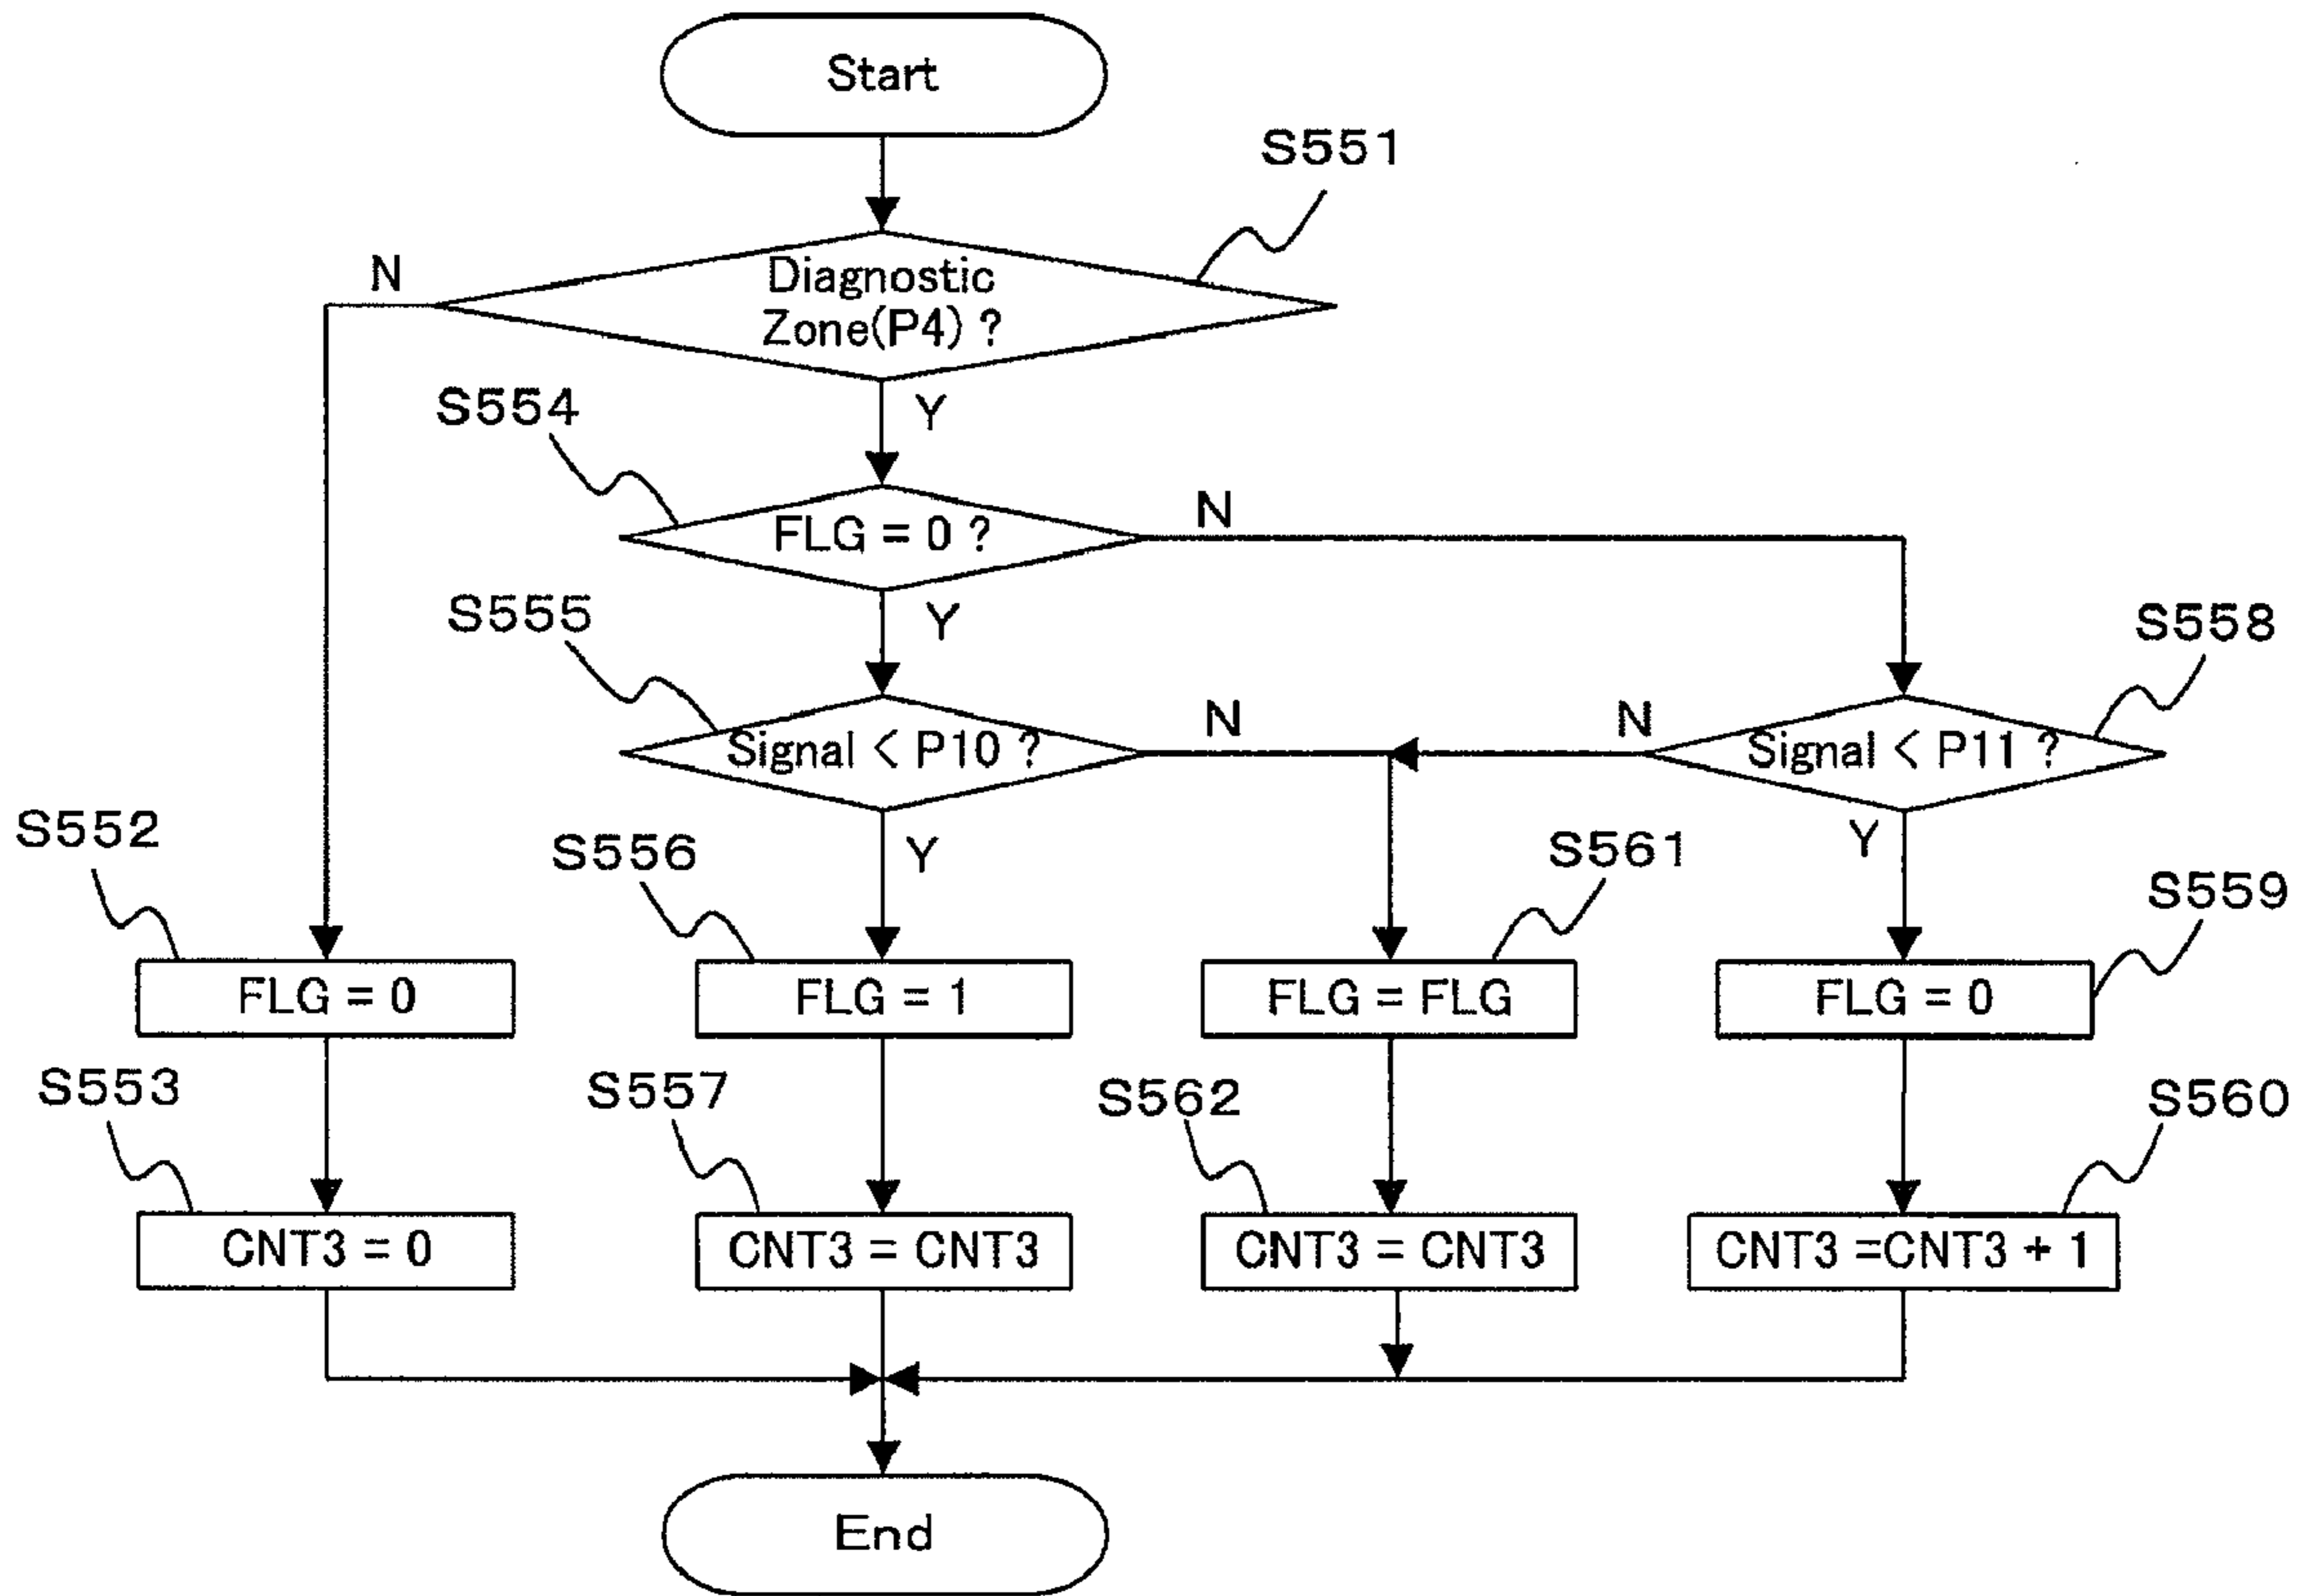 Start
S551
N
Diagnostic
Zone(P4) ?
S554
Y
FLG = 0 ?
N
S555
Y
S558
Signal < P10 ?
N
N
Signal < P11 ?
S552
S556
Y
S561
Y
S559
FLG = 0
FLG = 1
FLG = FLG
FLG = 0
S553
S557
S562
S560
CNT3 = 0
CNT3 = CNT3
CNT3 = CNT3
CNT3 =CNT3 + 1
End